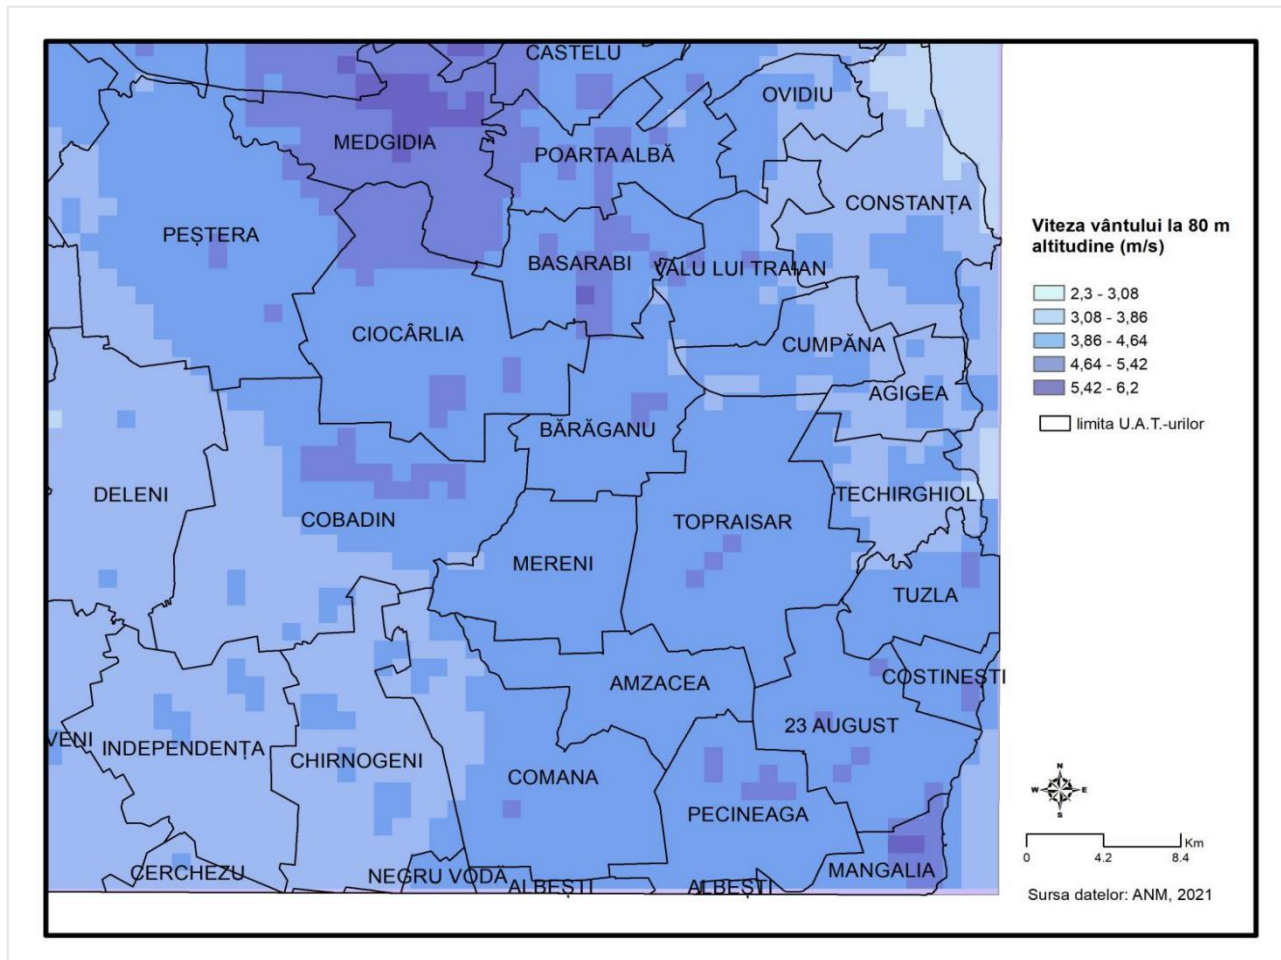 CASTELU
OVIDIU
MEDGIDIA
POARTA ALBĂ
CONSTANȚA
PEȘTERA
BASARABI
VALU LUI TRAIAN
CIOCÂRLIA
CUMPĂNA
AGIGEA
BĂRĂGANU
DELENI
TECHIRGHIOL
COBADIN
TOPRAISAR
MERENI
TUZLA
COSTINEȘTI
AMZACEA
23 AUGUST
VENI
INDEPENDENȚA
CHIRNOGENI
COMANA
PECINEAGA
CERCHEZU
NEGRU VODĂ
ALBEȘTI
ALBEȘTI
MANGALIA
Viteza vântului la 80 m
altitudine (m/s)
2,3 - 3,08
3,08 - 3,86
3,86 - 4,64
4,64 - 5,42
5,42 - 6,2
limita U.A.T.-urilor
N
W E
S
Km
0 4.2 8.4
Sursa datelor: ANM, 2021